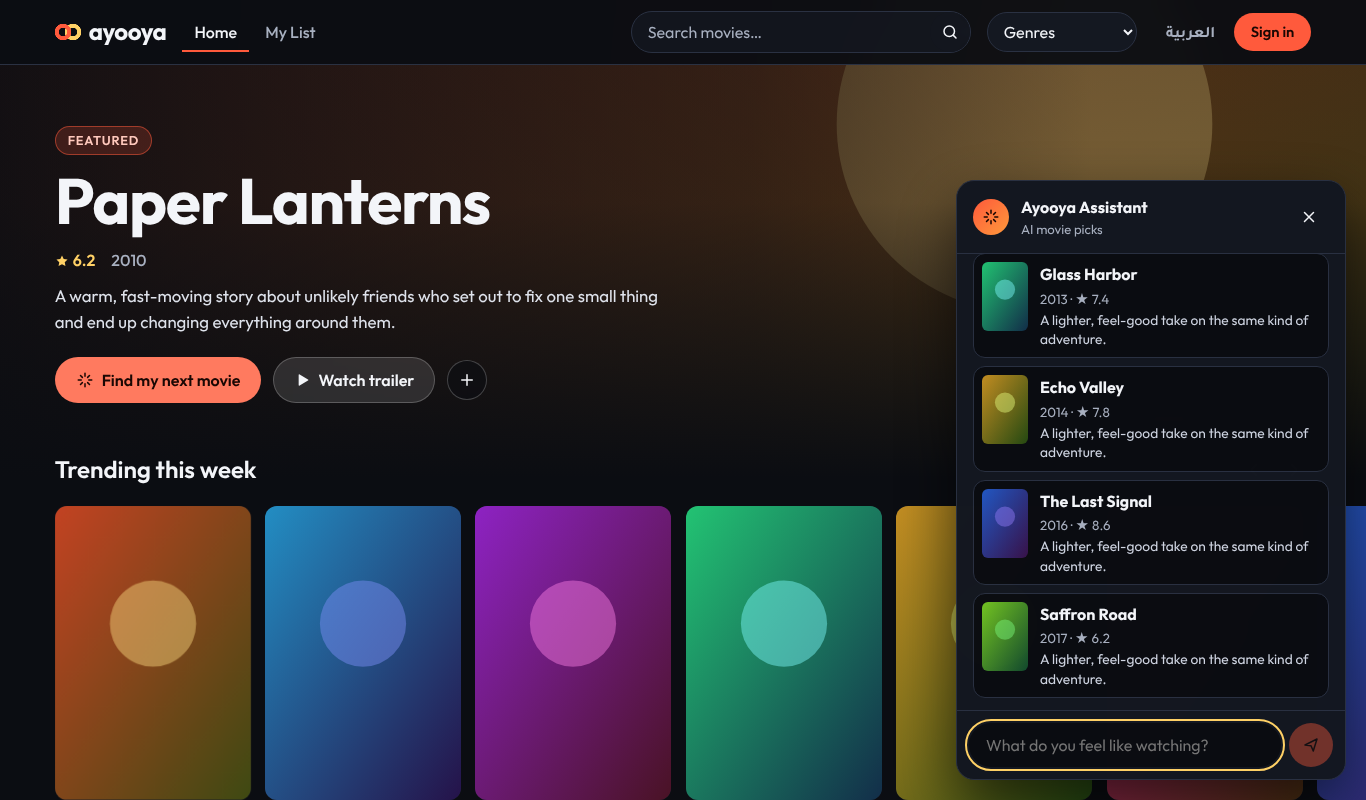 ayooya
Home
My List
Search movies...
Genres
العربية
Sign in
FEATURED
Paper Lanterns
★ 6.2 2010
A warm, fast-moving story about unlikely friends who set out to fix one small thing
and end up changing everything around them.
Find my next movie
Watch trailer
Trending this week
Ayooya Assistant
AI movie picks
Glass Harbor
2013 · ★ 7.4
A lighter, feel-good take on the same kind of
adventure.
Echo Valley
2014 · ★ 7.8
A lighter, feel-good take on the same kind of
adventure.
The Last Signal
2016 · ★ 8.6
A lighter, feel-good take on the same kind of
adventure.
Saffron Road
2017 · ★ 6.2
A lighter, feel-good take on the same kind of
adventure.
What do you feel like watching?